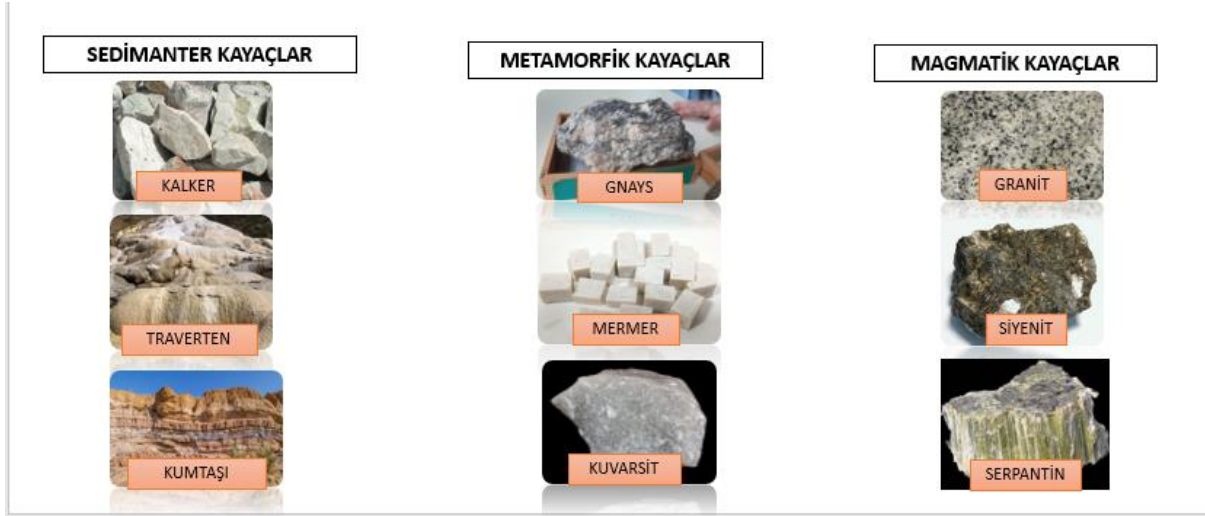 SEDİMANTER KAYAÇLAR
KALKER
TRAVERTEN
KUMTAŞI
METAMORFİK KAYAÇLAR
GNAYS
MERMER
KUVARSİT
MAGMATİK KAYAÇLAR
GRANİT
SİYENİT
SERPANTİN